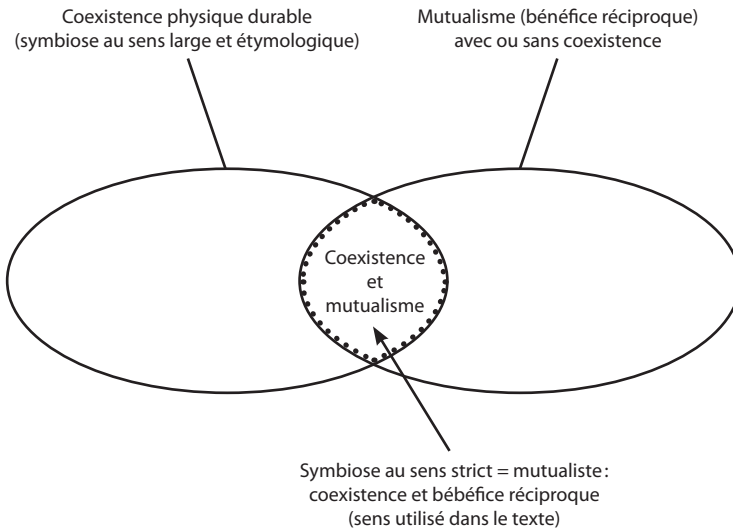 Coexistence physique durable
(symbiose au sens large et étymologique)
Mutualisme (bénéfice réciproque)
avec ou sans coexistence
Coexistence
et
mutualisme
Symbiose au sens strict = mutualiste:
coexistence et bébéfice réciproque
(sens utilisé dans le texte)